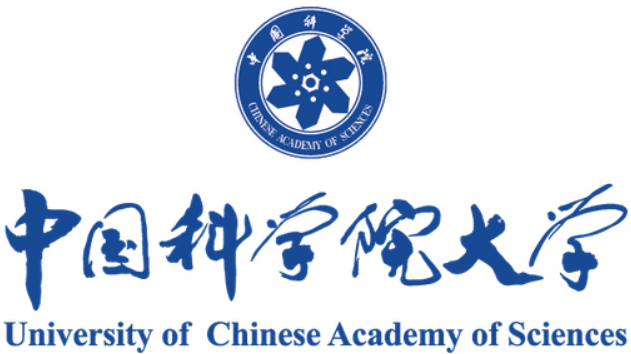 中国科学院
CHINESE ACADEMY OF SCIENCES
中国科学院大学
University of Chinese Academy of Sciences